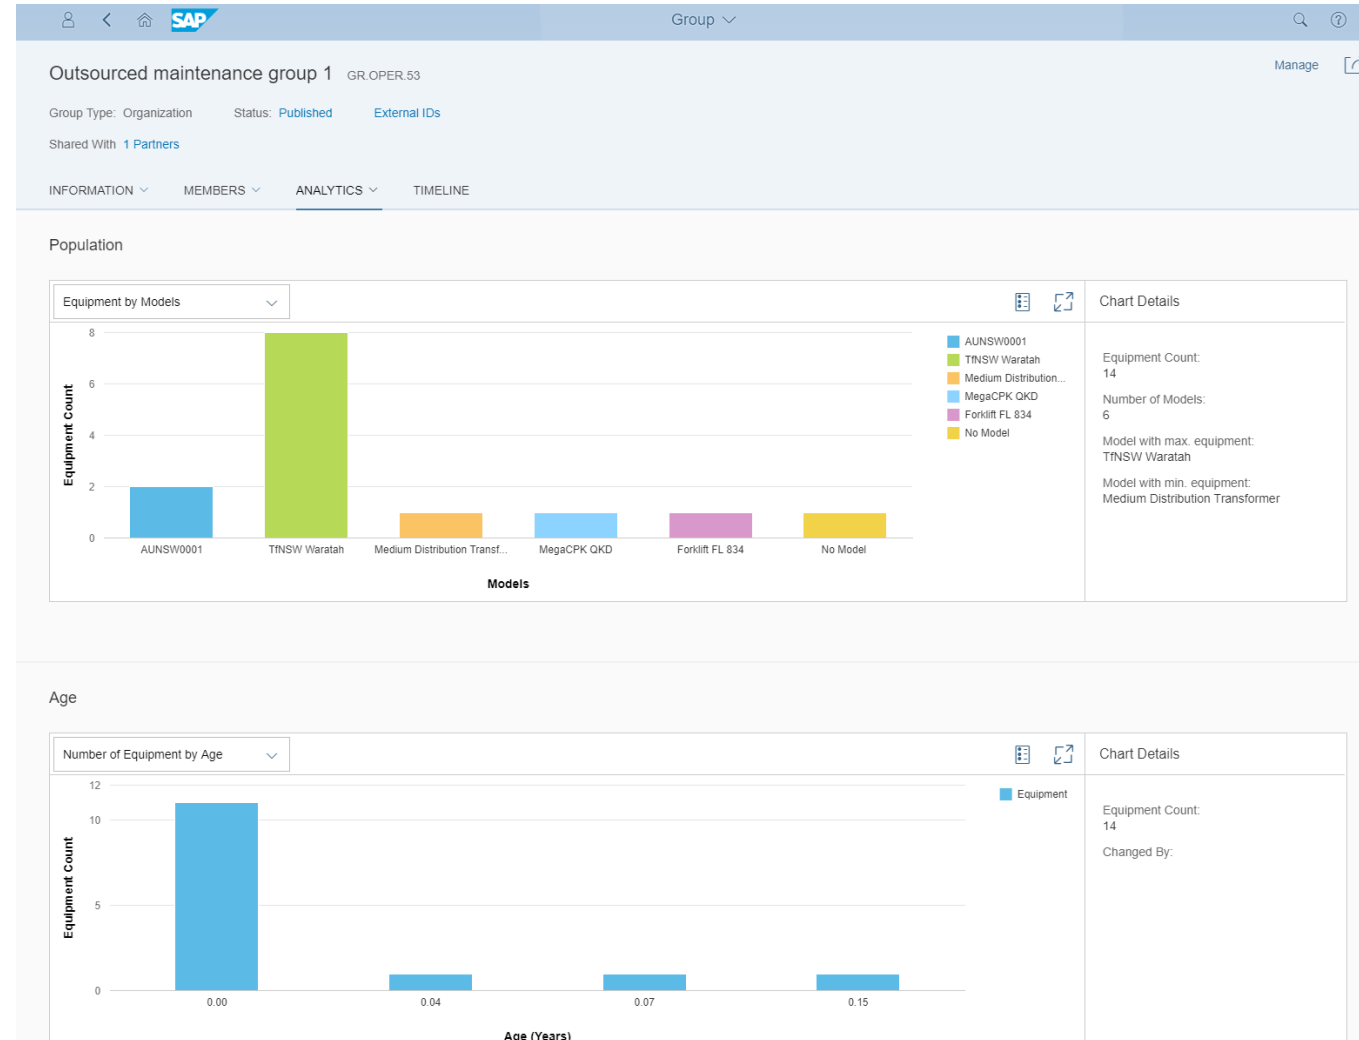 SAP
Group
Outsourced maintenance group 1 GR.OPER.53
Manage
Group Type: Organization Status: Published External IDs
Shared With 1 Partners
INFORMATION MEMBERS ANALYTICS TIMELINE
Population
Equipment by Models
Chart Details
8
6
4
2
0
Equipment Count
AUNSW0001
TfNSW Waratah
Medium Distribution Transf...
MegaCPK QKD
Forklift FL 834
No Model
Models
AUNSW0001
TfNSW Waratah
Medium Distribution...
MegaCPK QKD
Forklift FL 834
No Model
Equipment Count:
14
Number of Models:
6
Model with max. equipment:
TfNSW Waratah
Model with min. equipment:
Medium Distribution Transformer
Age
Number of Equipment by Age
Chart Details
12
10
5
0
Equipment Count
0.00
0.04
0.07
0.15
Age (Years)
Equipment
Equipment Count:
14
Changed By: